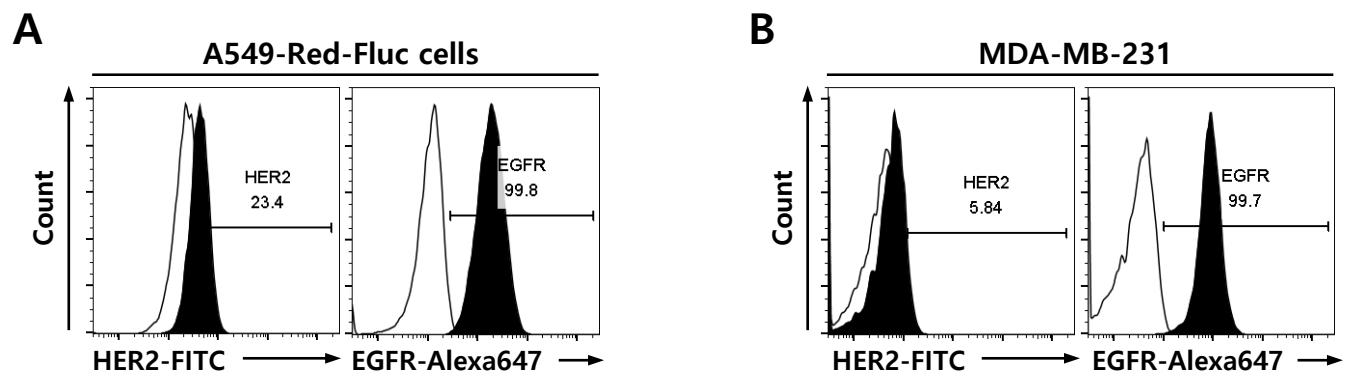 A
A549-Red-Fluc cells
Count
HER2
23.4
EGFR
99.8
HER2-FITC
EGFR-Alexa647
B
MDA-MB-231
Count
HER2
5.84
EGFR
99.7
HER2-FITC
EGFR-Alexa647